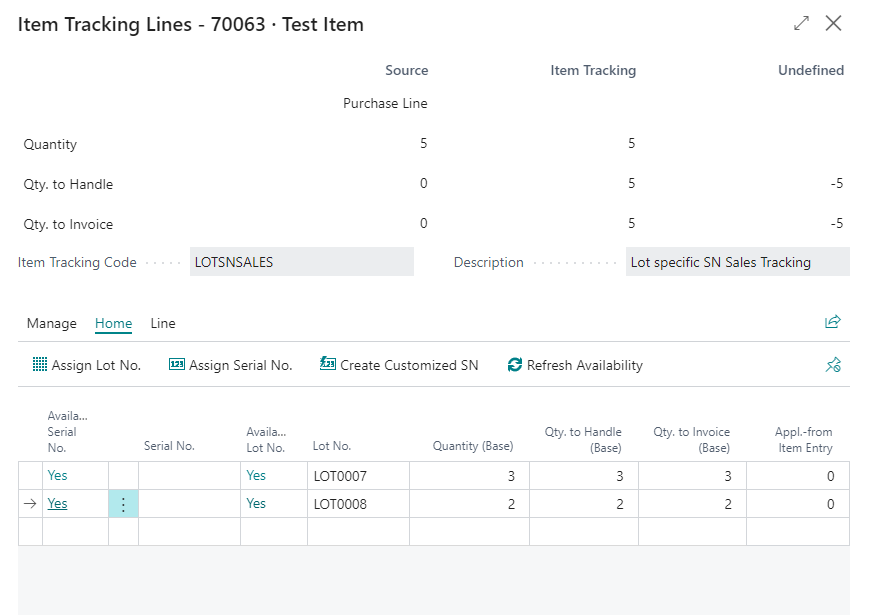 Item Tracking Lines - 70063 · Test Item
Source Item Tracking Undefined
Purchase Line
Quantity 5 5
Qty. to Handle 0 5 -5
Qty. to Invoice 0 5 -5
Item Tracking Code LOTSNSALES Description Lot specific SN Sales Tracking
Manage Home Line
Assign Lot No. Assign Serial No. Create Customized SN Refresh Availability
Availa... Serial No. Serial No. Availa... Lot No. Lot No. Quantity (Base) Qty. to Handle (Base) Qty. to Invoice (Base) Appl.-from Item Entry
Yes Yes LOT0007 3 3 3 0
Yes Yes LOT0008 2 2 2 0